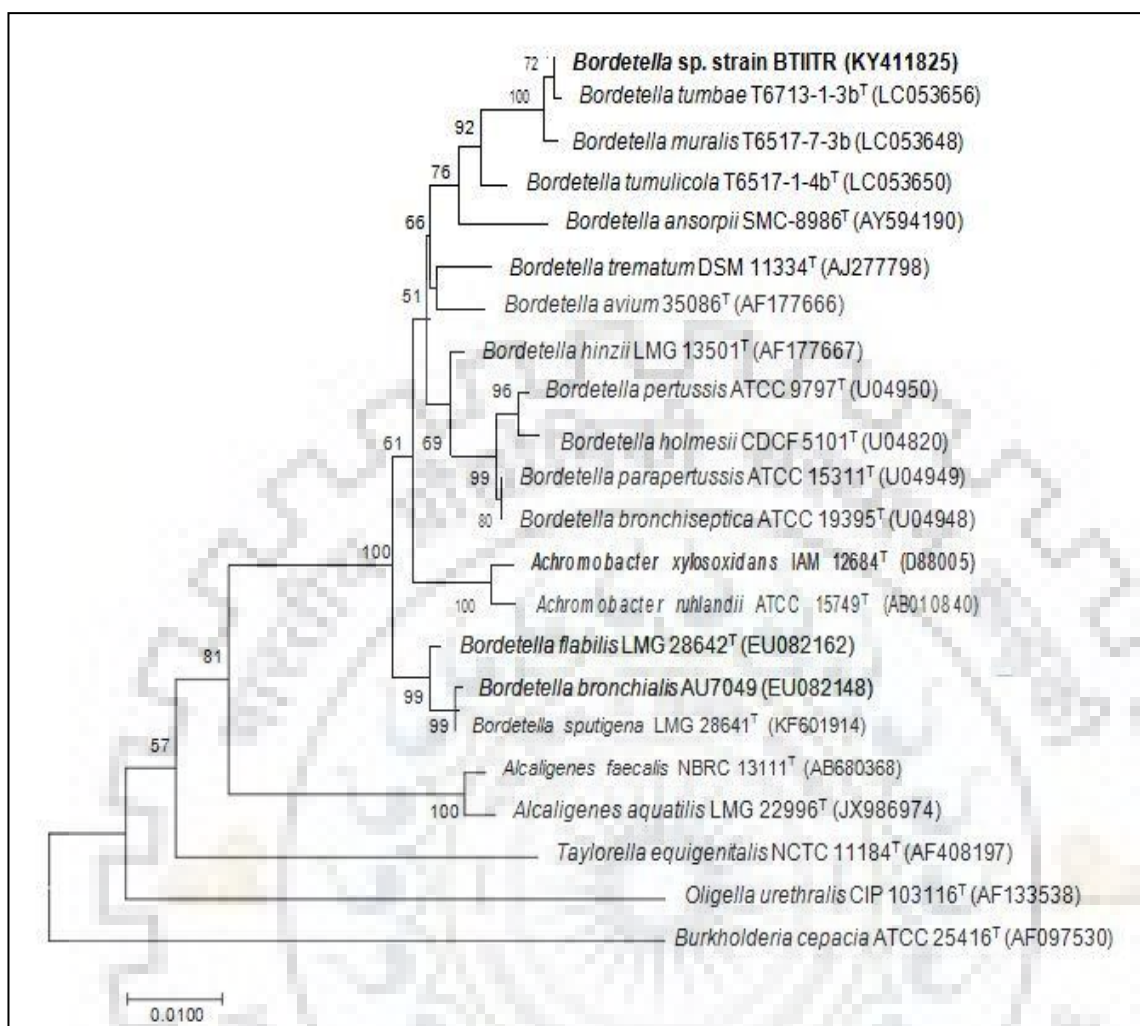 72 Bordetella sp. strain BTIITR (KY411825)
100 Bordetella tumbae T6713-1-3bᵀ (LC053656)
92 Bordetella muralis T6517-7-3b (LC053648)
76 Bordetella tumulicola T6517-1-4bᵀ (LC053650)
66 Bordetella ansorpii SMC-8986ᵀ (AY594190)
Bordetella trematum DSM 11334ᵀ (AJ277798)
51 Bordetella avium 35086ᵀ (AF177666)
Bordetella hinzii LMG 13501ᵀ (AF177667)
96 Bordetella pertussis ATCC 9797ᵀ (U04950)
61 69 Bordetella holmesii CDCF 5101ᵀ (U04820)
99 Bordetella parapertussis ATCC 15311ᵀ (U04949)
80 Bordetella bronchiseptica ATCC 19395ᵀ (U04948)
100 Achromobacter xylosoxidans IAM 12684ᵀ (D88005)
100 Achromobacter ruhlandii ATCC 15749ᵀ (AB010840)
81 Bordetella flabilis LMG 28642ᵀ (EU082162)
99 Bordetella bronchialis AU7049 (EU082148)
99 Bordetella sputigena LMG 28641ᵀ (KF601914)
57 Alcaligenes faecalis NBRC 13111ᵀ (AB680368)
100 Alcaligenes aquatilis LMG 22996ᵀ (JX986974)
Taylorella equigenitalis NCTC 11184ᵀ (AF408197)
Oligella urethralis CIP 103116ᵀ (AF133538)
Burkholderia cepacia ATCC 25416ᵀ (AF097530)
0.0100